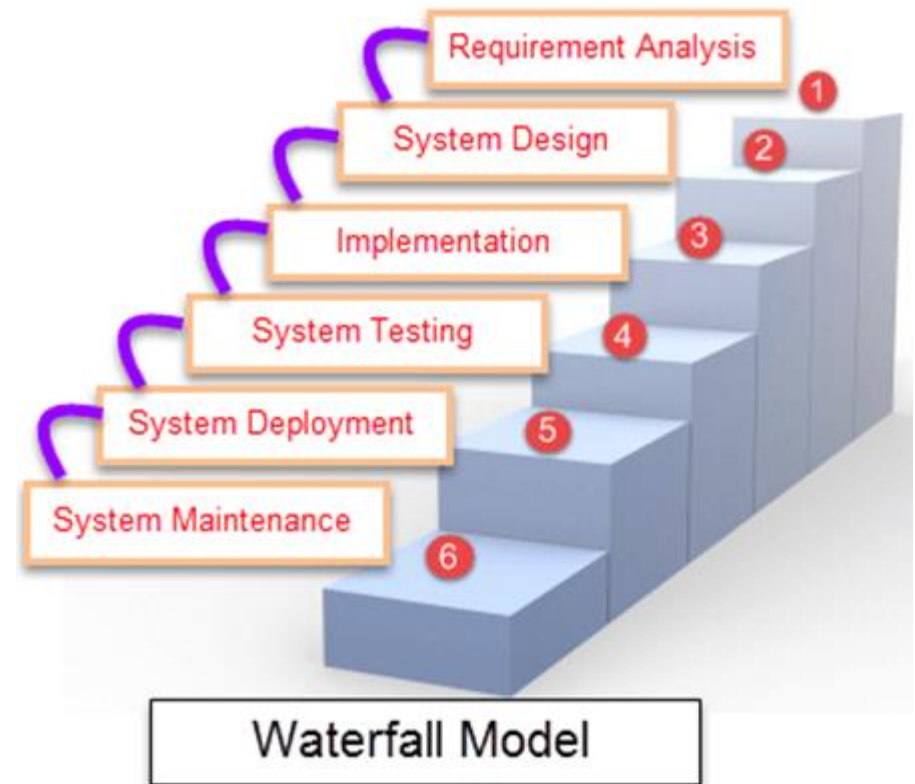 Requirement Analysis
1
System Design
2
Implementation
3
System Testing
4
System Deployment
5
System Maintenance
6
Waterfall Model